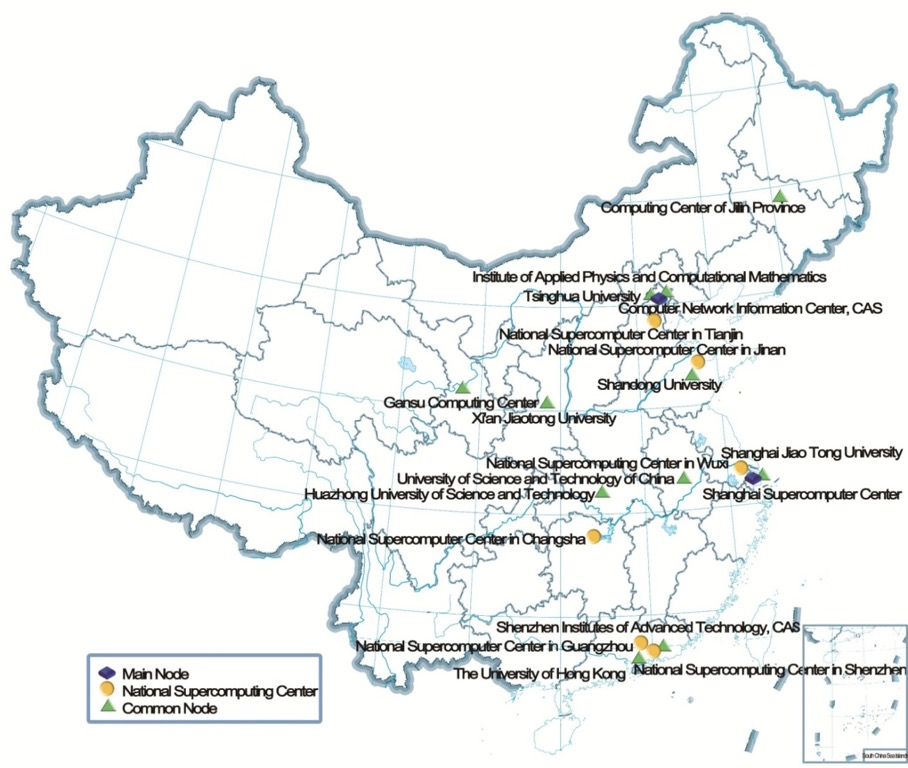 Computing Center of Jilin Province
Institute of Applied Physics and Computational Mathematics
Tsinghua University
Computer Network Information Center, CAS
National Supercomputer Center in Tianjin
National Supercomputer Center in Jinan
Shandong University
Gansu Computing Center
Xi'an Jiaotong University
Shanghai Jiao Tong University
National Supercomputing Center in Wuxi
University of Science and Technology of China
Huazhong University of Science and Technology
Shanghai Supercomputer Center
National Supercomputer Center in Changsha
Shenzhen Institutes of Advanced Technology, CAS
National Supercomputer Center in Guangzhou
The University of Hong Kong
National Supercomputing Center in Shenzhen
Main Node
National Supercomputing Center
Common Node
South China Sea Islands